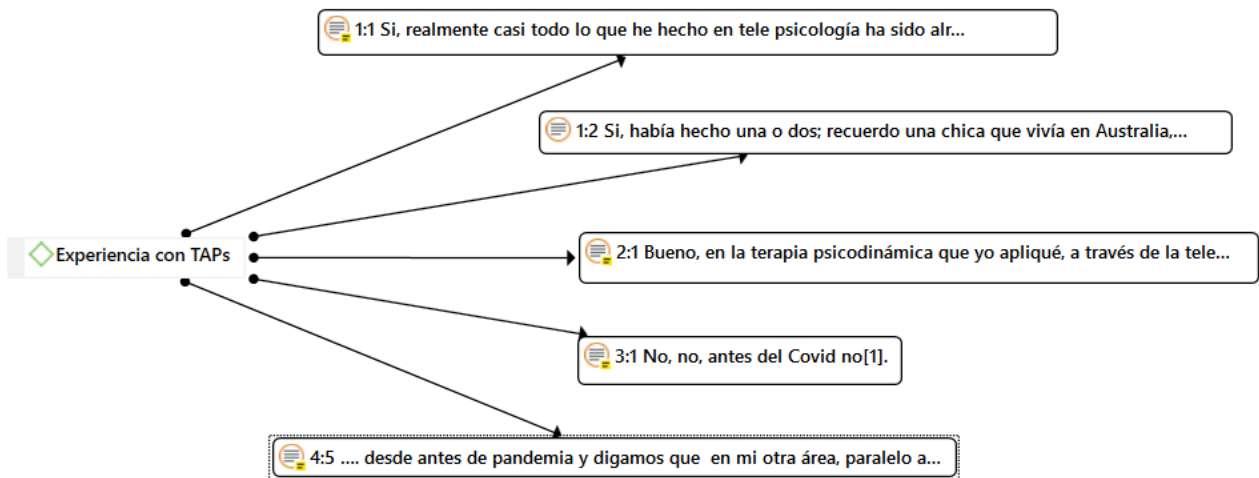 1:1 Si, realmente casi todo lo que he hecho en tele psicología ha sido alr...
1:2 Si, había hecho una o dos; recuerdo una chica que vivía en Australia,...
Experiencia con TAPs
2:1 Bueno, en la terapia psicodinámica que yo apliqué, a través de la tele...
3:1 No, no, antes del Covid no[1].
4:5 .... desde antes de pandemia y digamos que  en mi otra área, paralelo a...